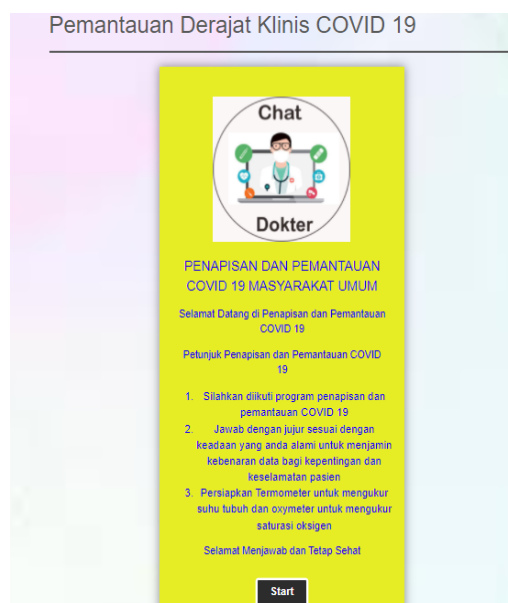 Pemantauan Derajat Klinis COVID 19
Chat
Dokter
PENAPISAN DAN PEMANTAUAN
COVID 19 MASYARAKAT UMUM
Selamat Datang di Penapisan dan Pemantauan
COVID 19
Petunjuk Penapisan dan Pemantauan COVID
19
1. Silahkan diikuti program penapisan dan
pemantauan COVID 19
2. Jawab dengan jujur sesuai dengan
keadaan yang anda alami untuk menjamin
kebenaran data bagi kepentingan dan
keselamatan pasien
3. Persiapkan Termometer untuk mengukur
suhu tubuh dan oxymeter untuk mengukur
saturasi oksigen
Selamat Menjawab dan Tetap Sehat
Start